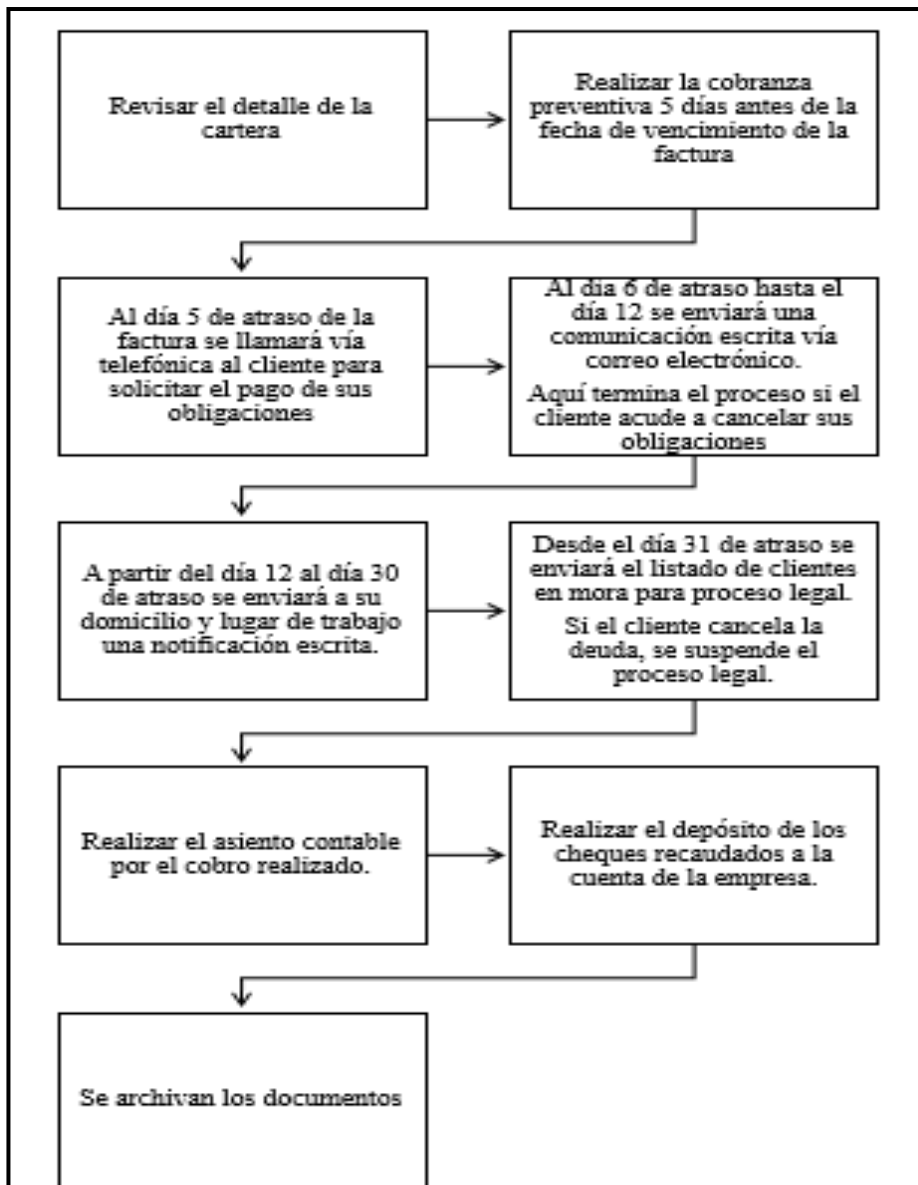 Revisar el detalle de la
cartera
Realizar la cobranza
preventiva 5 días antes de la
fecha de vencimiento de la
factura
Al día 5 de atraso de la
factura se llamará vía
telefónica al cliente para
solicitar el pago de sus
obligaciones
Al dia 6 de atraso hasta el
día 12 se enviará una
comunicación escrita vía
correo electrónico.
Aquí termina el proceso si el
cliente acude a cancelar sus
obligaciones
A partir del día 12 al día 30
de atraso se enviará a su
domicilio y lugar de trabajo
una notificación escrita.
Desde el día 31 de atraso se
enviará el listado de clientes
en mora para proceso legal.
Si el cliente cancela la
deuda, se suspende el
proceso legal.
Realizar el asiento contable
por el cobro realizado.
Realizar el depósito de los
cheques recaudados a la
cuenta de la empresa.
Se archivan los documentos